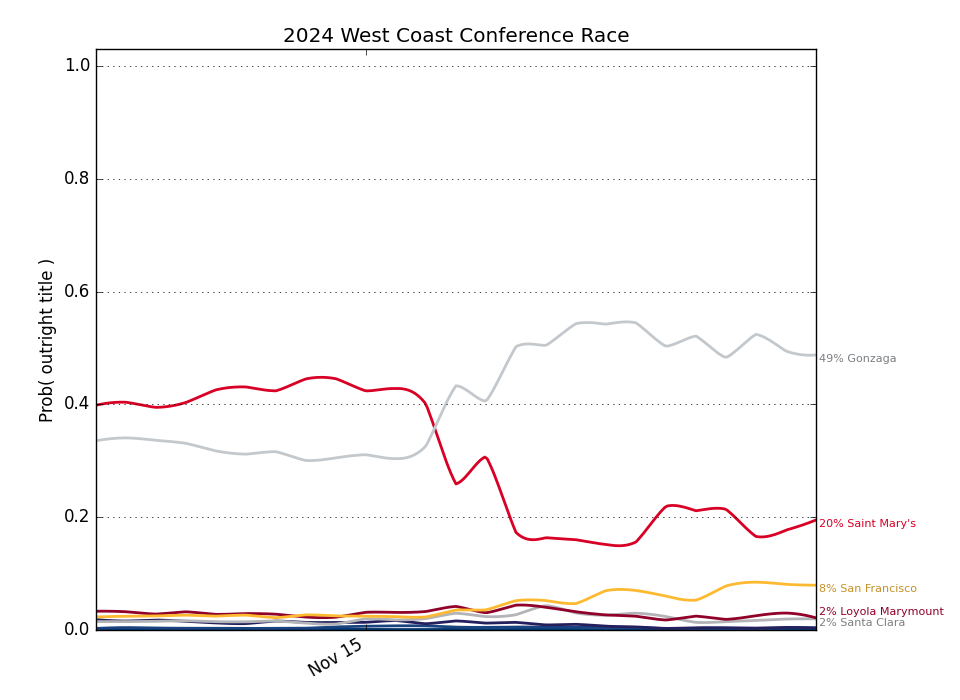 2024 West Coast Conference Race
1.0
0.8
0.6
0.4
0.2
0.0
Prob( outright title )
Nov 15
49% Gonzaga
20% Saint Mary's
8% San Francisco
2% Loyola Marymount
2% Santa Clara